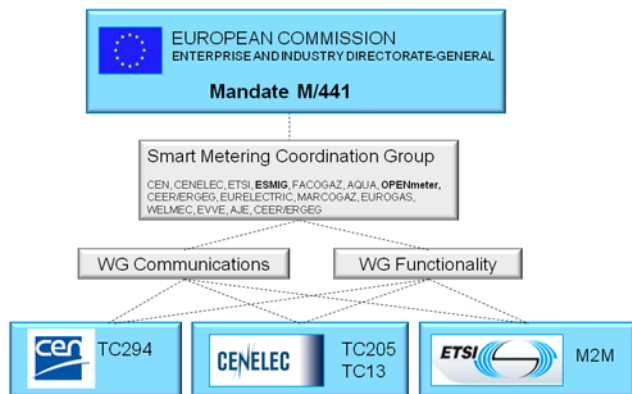 EUROPEAN COMMISSION
ENTERPRISE AND INDUSTRY DIRECTORATE-GENERAL
Mandate M/441
Smart Metering Coordination Group
CEN, CENELEC, ETSI, ESMIG, FACOGAZ, AQUA, OPENmeter,
CEER/ERGEG, EURELECTRIC, MARCOGAZ, EUROGAS,
WELMEC, EVVE, AJE, CEER/ERGEG
WG Communications
WG Functionality
cen
TC294
CENELEC
TC205
TC13
ETSI
M2M